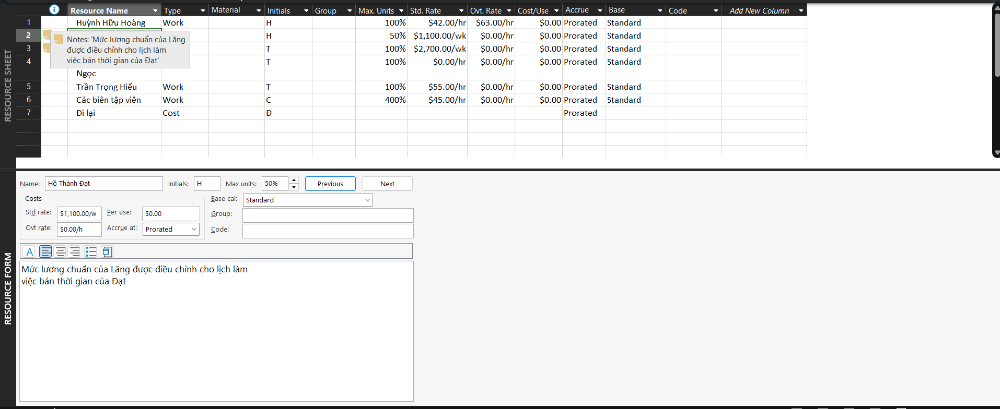 Resource Name Type Material Initials Group Max. Units Std. Rate Ovt. Rate Cost/Use Accrue Base Code Add New Column
1 Huỳnh Hữu Hoàng Work H 100% $42.00/hr $63.00/hr $0.00 Prorated Standard
2 H 50% $1,100.00/wk $0.00/hr $0.00 Prorated Standard
Notes: 'Mức lương chuẩn của Lăng
được điều chỉnh cho lịch làm
việc bán thời gian của Đạt'
3 T 100% $2,700.00/wk $0.00/hr $0.00 Prorated Standard
4 T 100% $0.00/hr $0.00/hr $0.00 Prorated Standard
Ngọc
5 Trần Trọng Hiếu Work T 100% $55.00/hr $0.00/hr $0.00 Prorated Standard
6 Các biên tập viên Work C 400% $45.00/hr $0.00/hr $0.00 Prorated Standard
7 Đi lại Cost Đ Prorated
RESOURCE SHEET
Name: Hồ Thành Đạt Initials: H Max units: 50% Previous Next
Costs Base cal: Standard
Std rate: $1,100.00/w Per use: $0.00 Group:
Ovt rate: $0.00/h Accrue at: Prorated Code:
Mức lương chuẩn của Lăng được điều chỉnh cho lịch làm
việc bán thời gian của Đạt
RESOURCE FORM